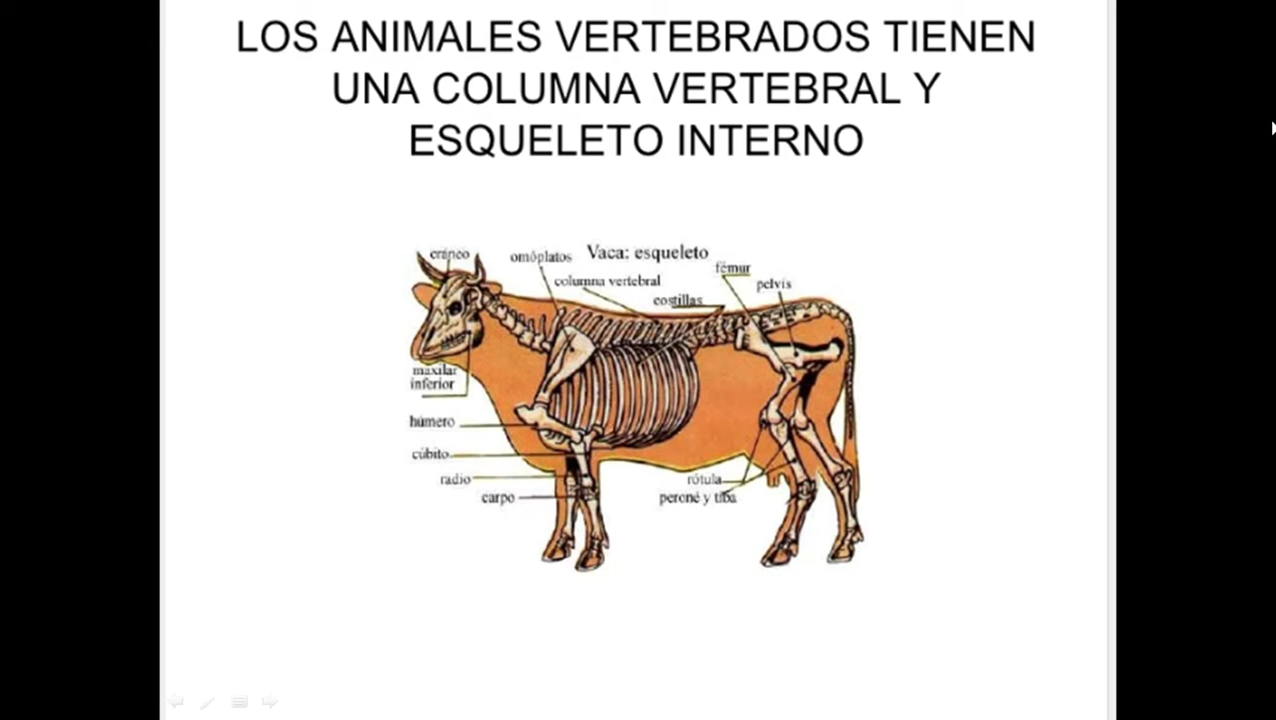 LOS ANIMALES VERTEBRADOS TIENEN
UNA COLUMNA VERTEBRAL Y
ESQUELETO INTERNO
Vaca: esqueleto
cráneo
omóplatos
columna vertebral
costillas
fémur
pelvis
maxilar
inferior
húmero
cúbito
radio
carpo
rótula
peroné y tiba